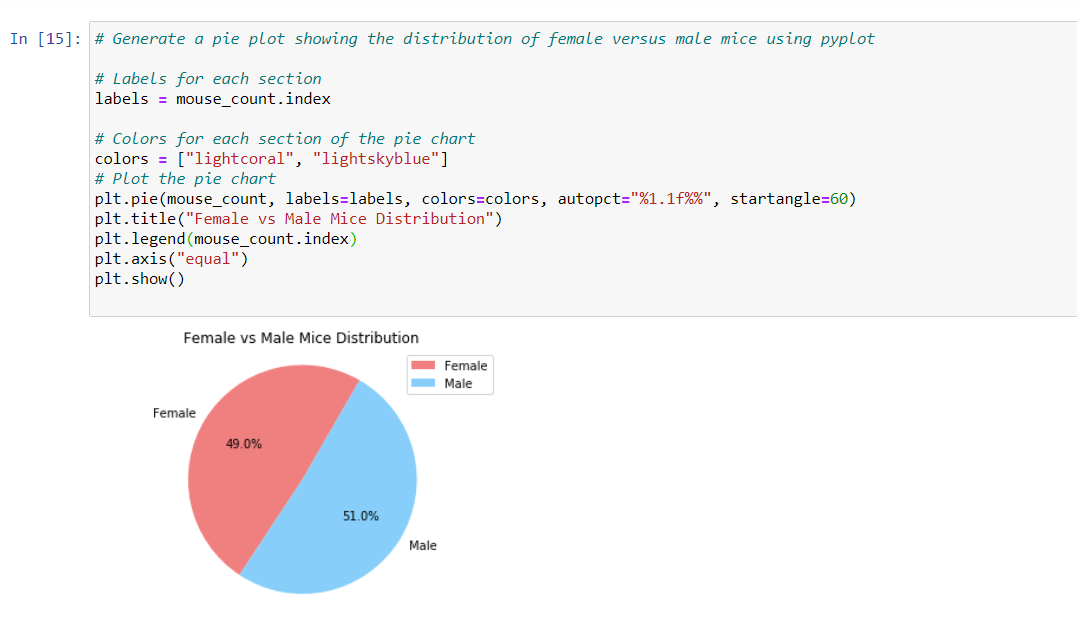 In [15]: # Generate a pie plot showing the distribution of female versus male mice using pyplot
# Labels for each section
labels = mouse_count.index
# Colors for each section of the pie chart
colors = ["lightcoral", "lightskyblue"]
# Plot the pie chart
plt.pie(mouse_count, labels=labels, colors=colors, autopct="%1.1f%%", startangle=60)
plt.title("Female vs Male Mice Distribution")
plt.legend(mouse_count.index)
plt.axis("equal")
plt.show()
Female vs Male Mice Distribution
Female
Male
Female
49.0%
51.0%
Male